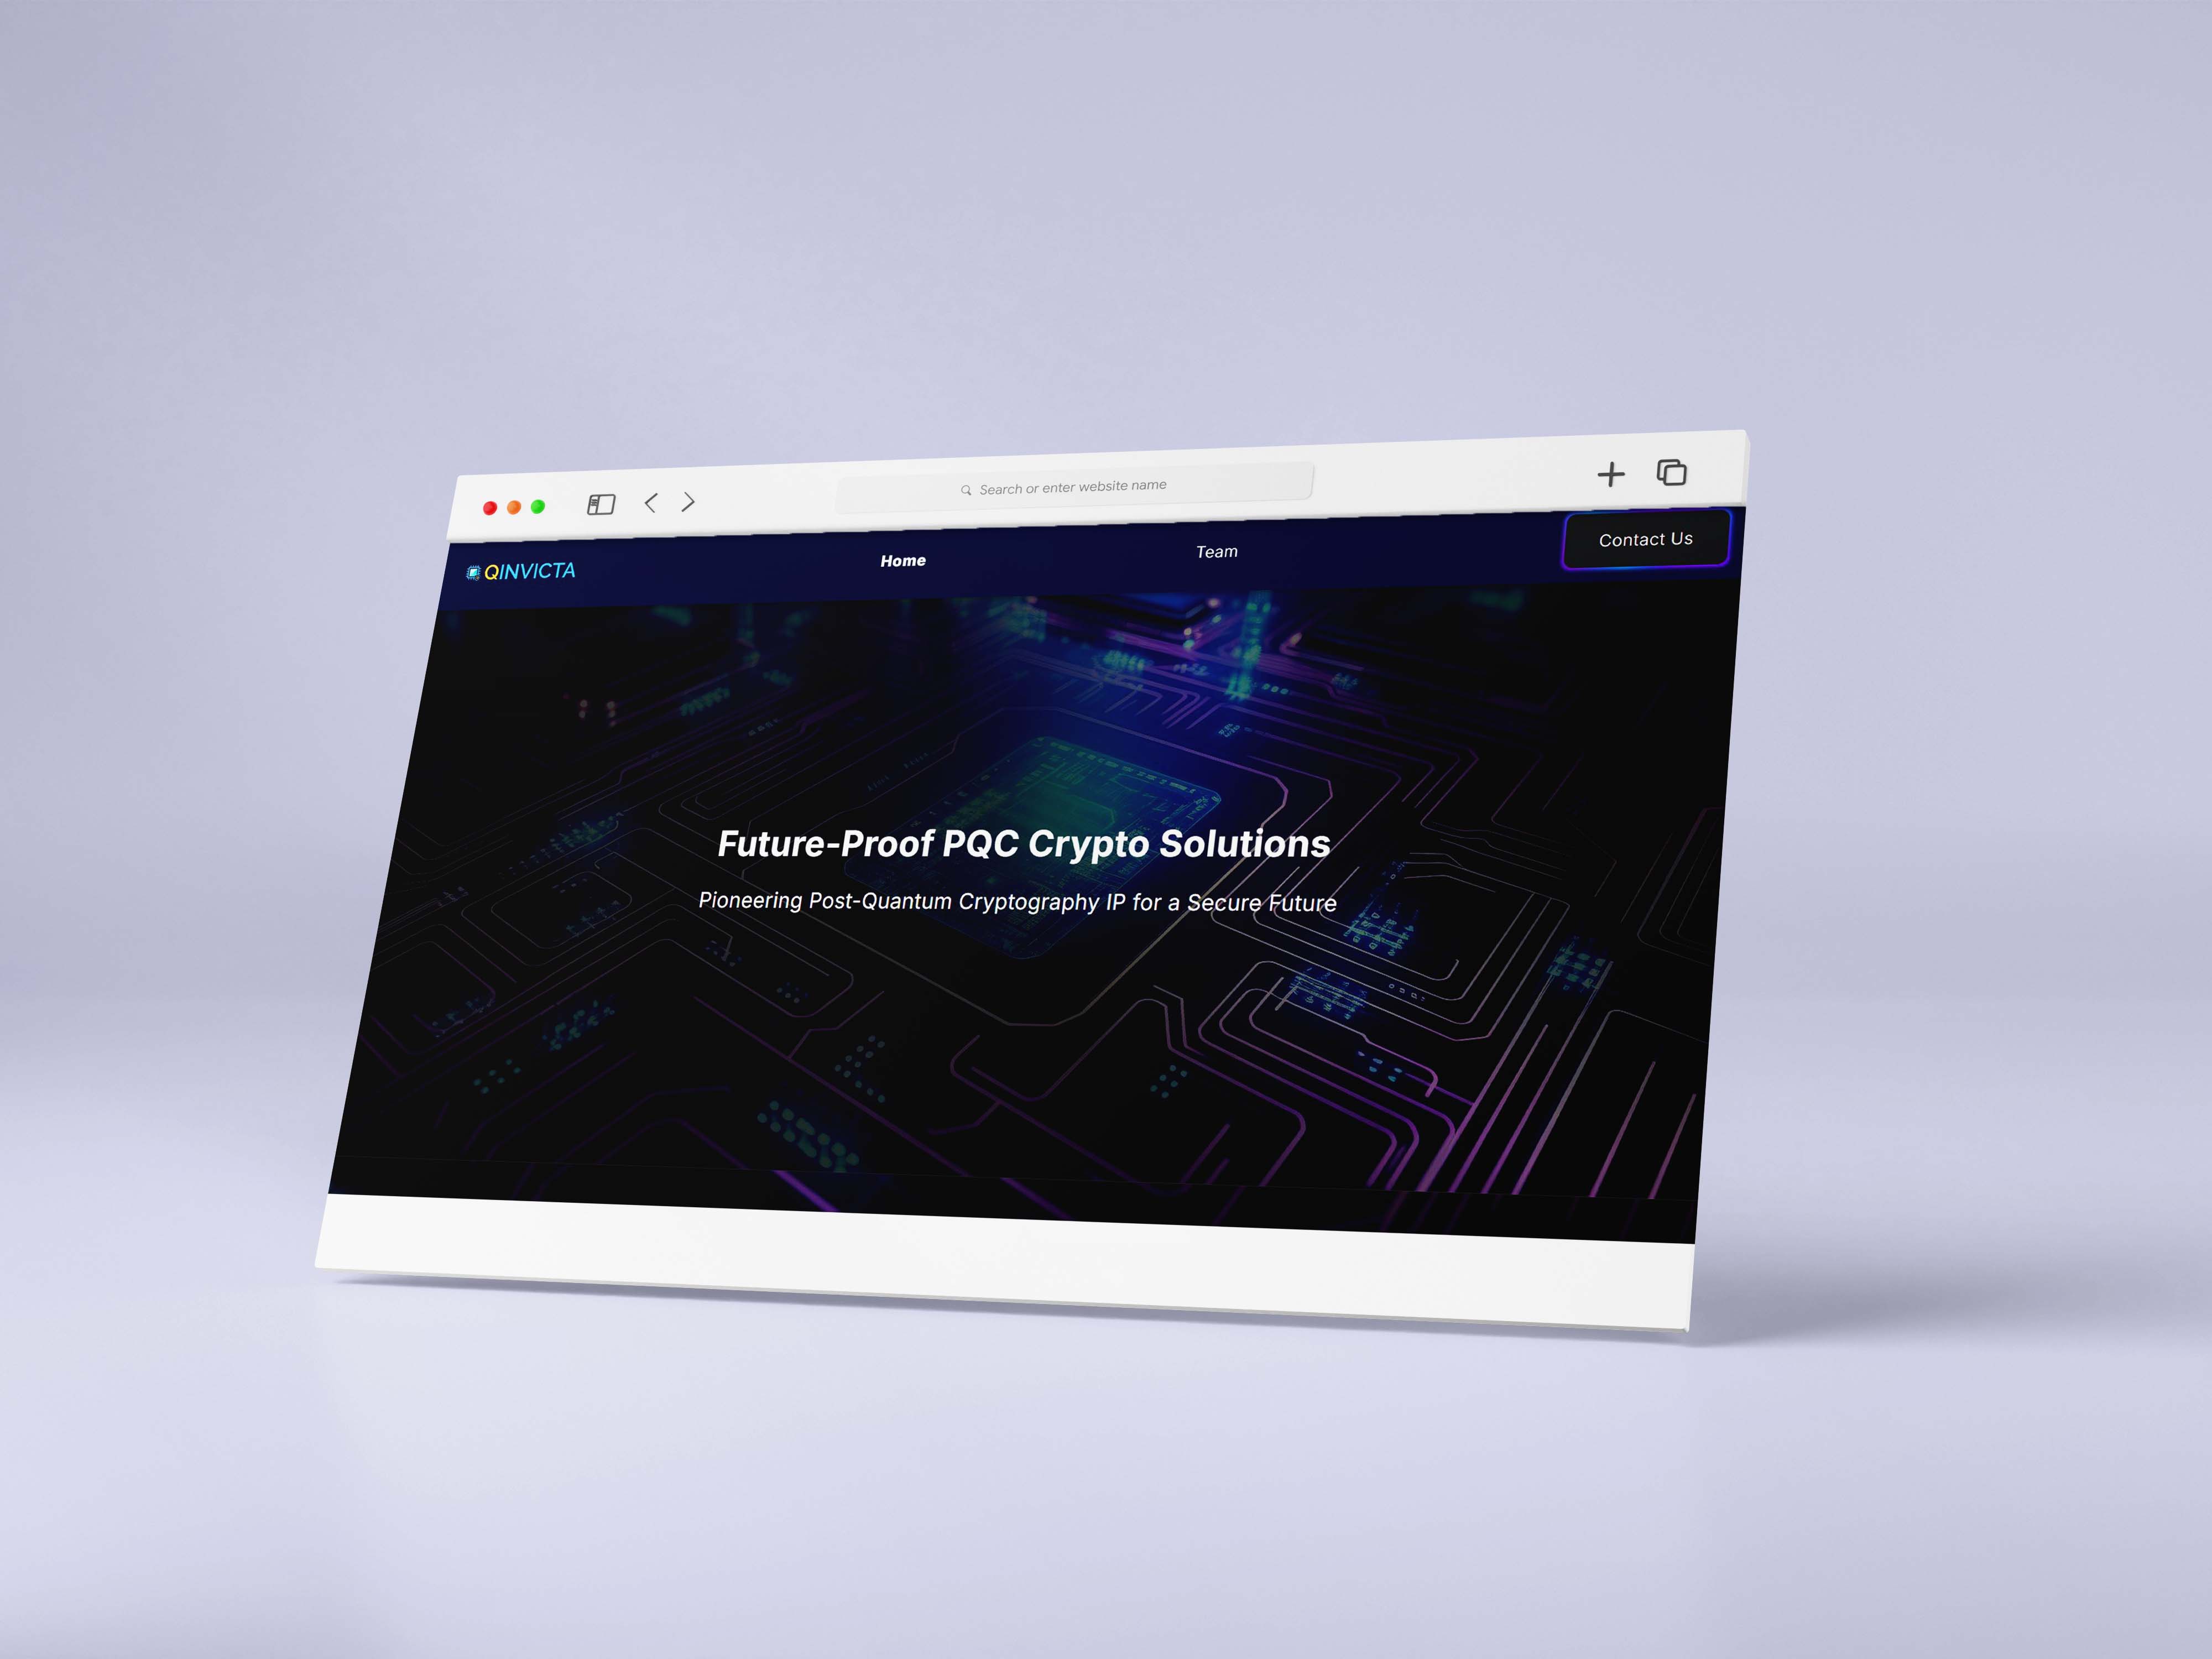 Search or enter website name
QINVICTA
Home
Team
Contact Us
Future-Proof PQC Crypto Solutions
Pioneering Post-Quantum Cryptography IP for a Secure Future